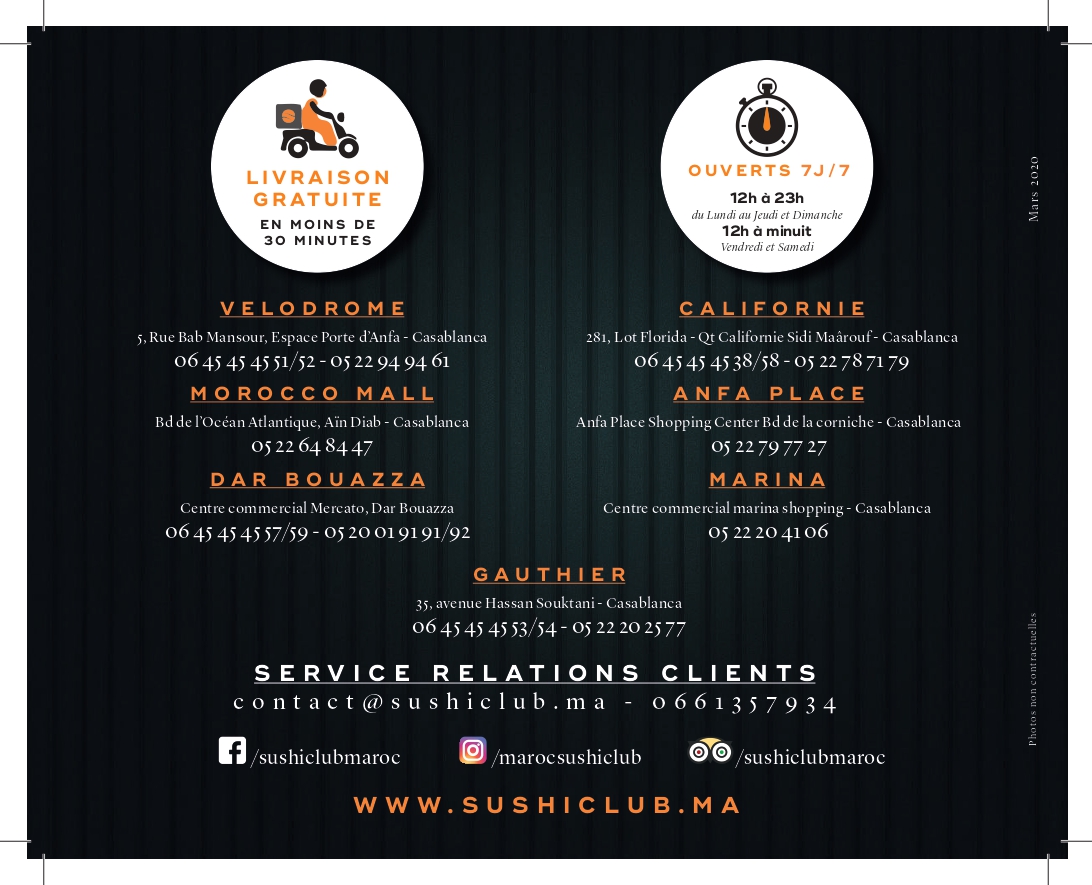 LIVRAISON
GRATUITE
EN MOINS DE
30 MINUTES
OUVERTS 7J/7
12h à 23h
du Lundi au Jeudi et Dimanche
12h à minuit
Vendredi et Samedi
Mars 2020
VELODROME
5, Rue Bab Mansour, Espace Porte d'Anfa - Casablanca
06 45 45 45 51/52 - 05 22 94 94 61
CALIFORNIE
281, Lot Florida - Qt Californie Sidi Maârouf - Casablanca
06 45 45 45 38/58 - 05 22 78 71 79
MOROCCO MALL
Bd de l'Océan Atlantique, Aïn Diab - Casablanca
05 22 64 84 47
ANFA PLACE
Anfa Place Shopping Center Bd de la corniche - Casablanca
05 22 79 77 27
DAR BOUAZZA
Centre commercial Mercato, Dar Bouazza
06 45 45 45 57/59 - 05 20 01 91 91/92
MARINA
Centre commercial marina shopping - Casablanca
05 22 20 41 06
GAUTHIER
35, avenue Hassan Souktani - Casablanca
06 45 45 45 53/54 - 05 22 20 25 77
SERVICE RELATIONS CLIENTS
contact@sushiclub.ma - 0661357934
/sushiclubmaroc
/marocsushiclub
/sushiclubmaroc
WWW.SUSHICLUB.MA
Photos non contractuelles